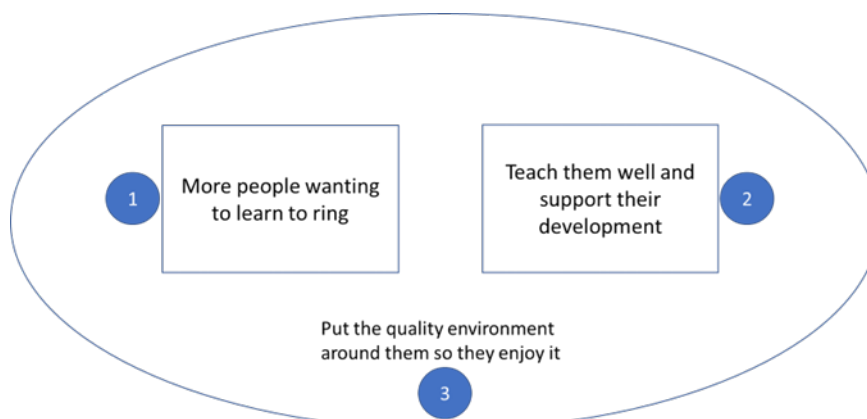 1
More people wanting
to learn to ring
Teach them well and
support their
development
2
Put the quality environment
around them so they enjoy it
3